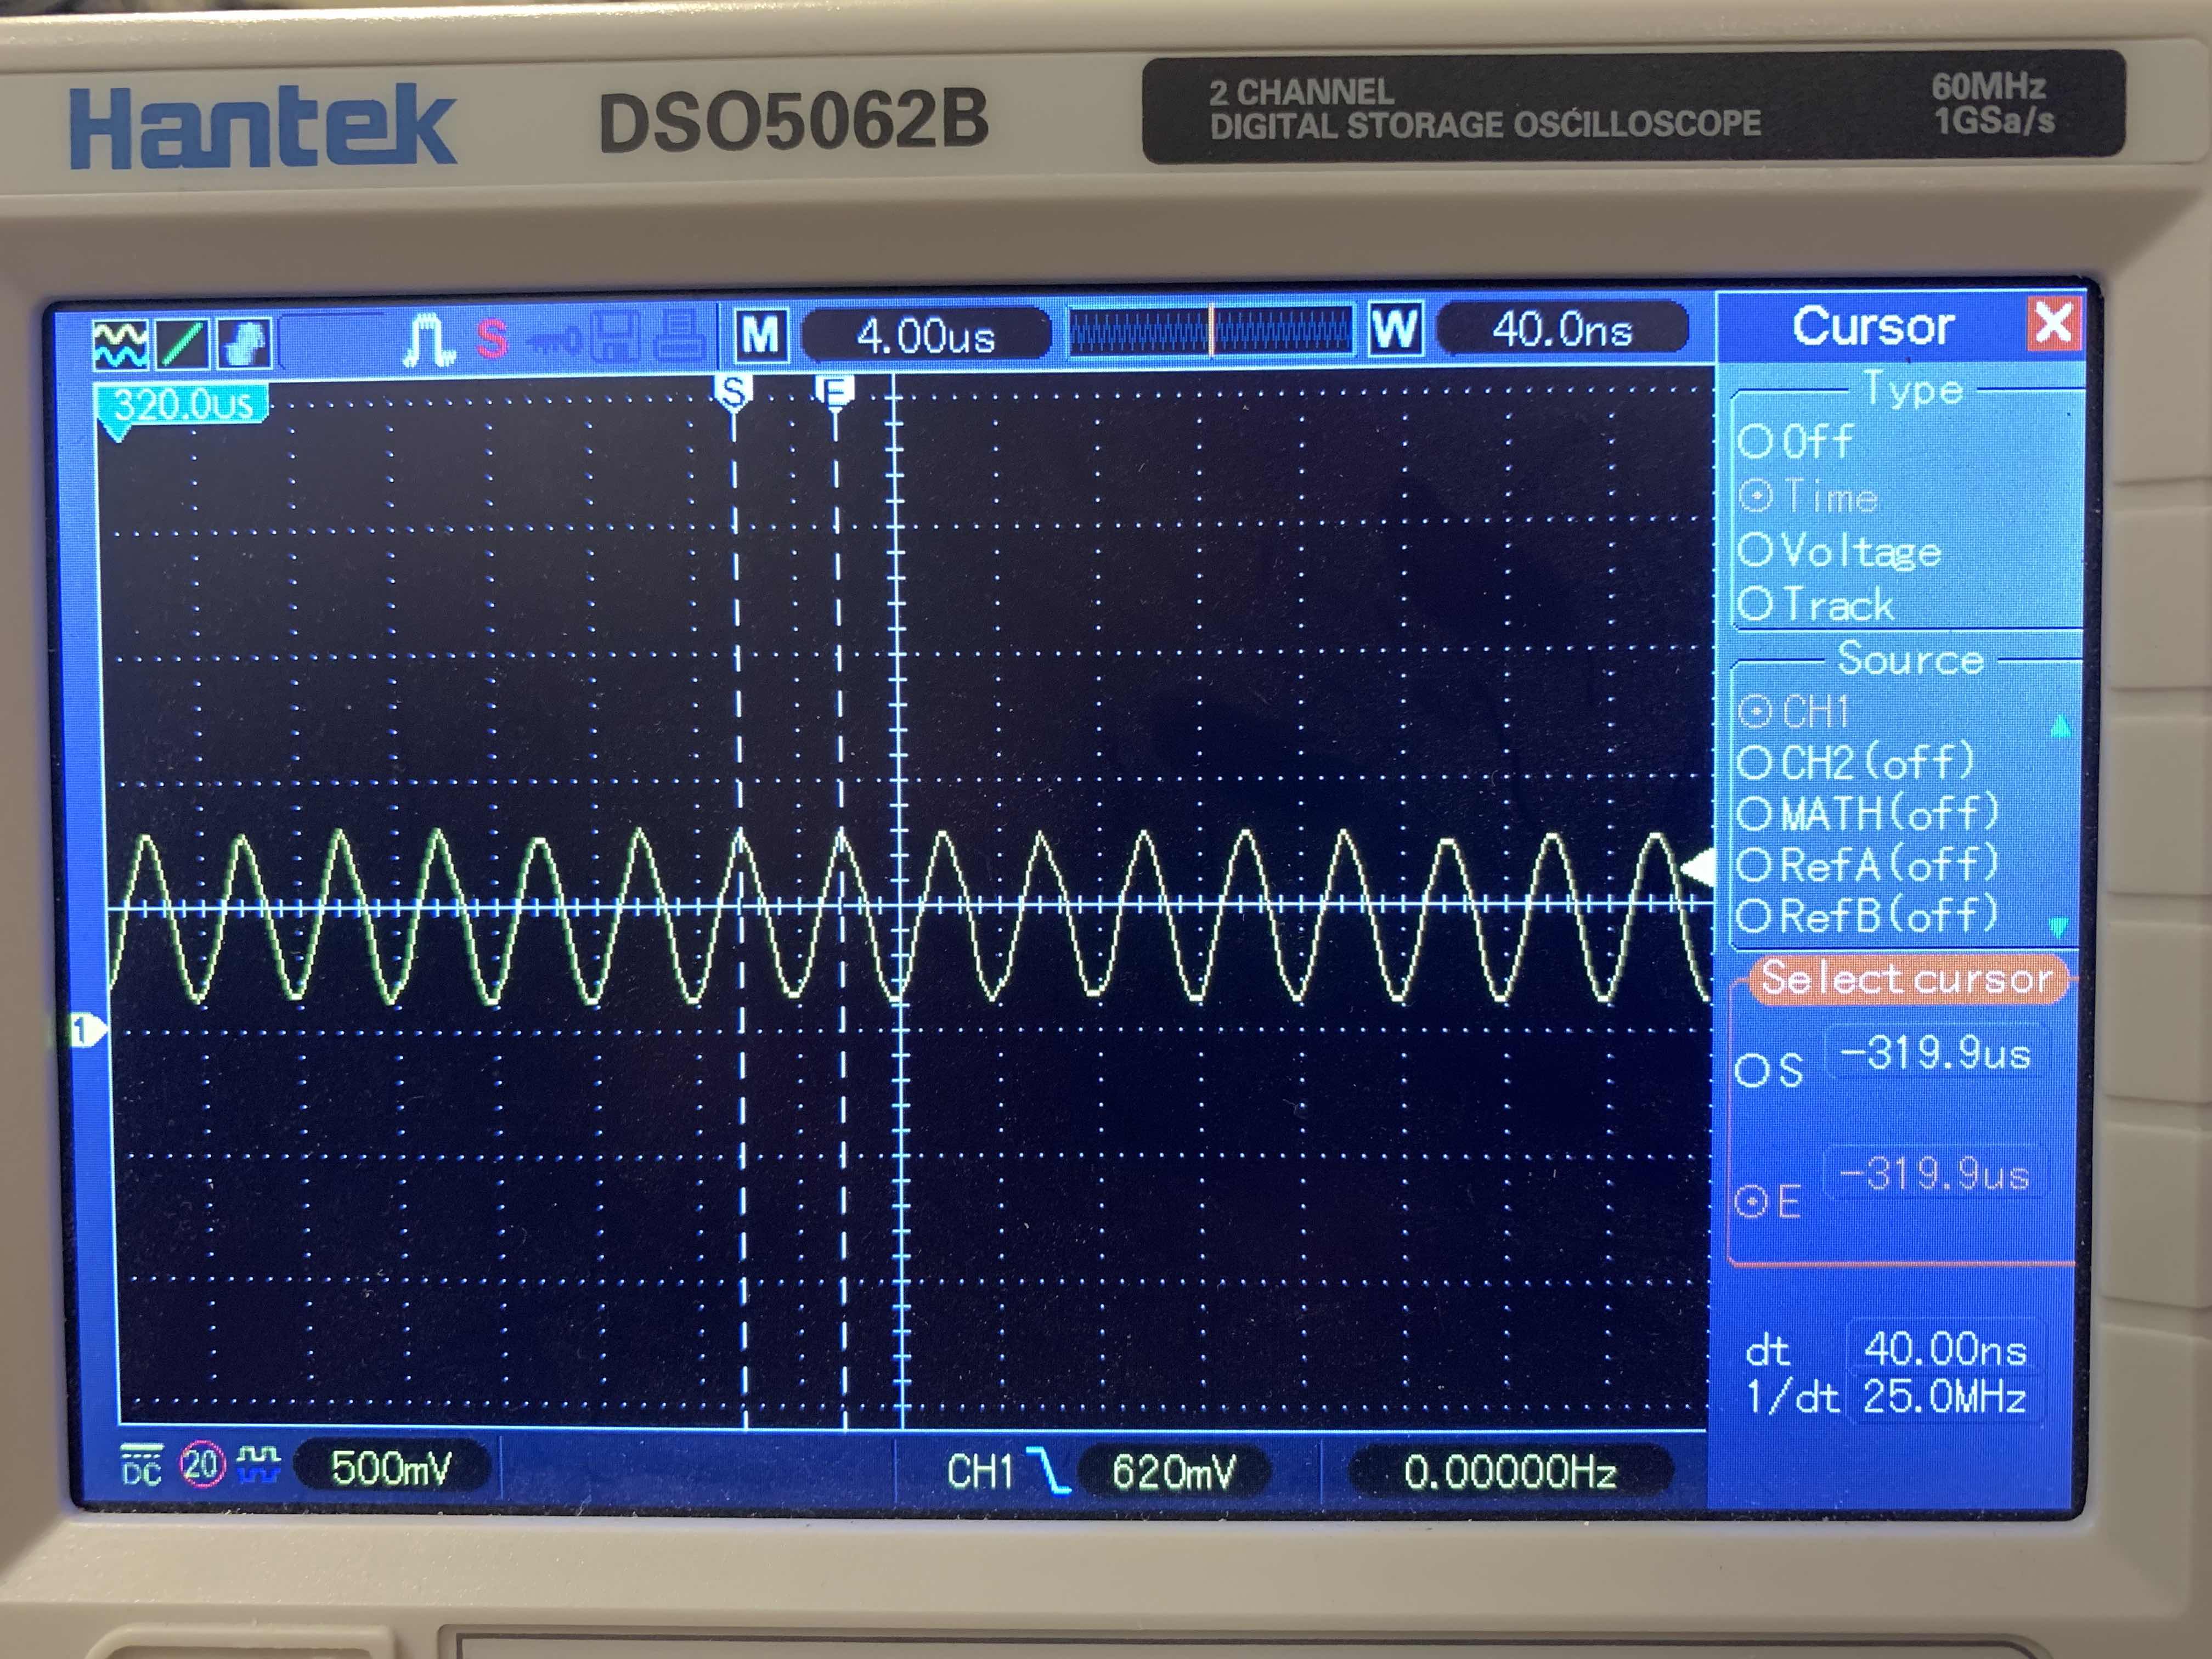 Hantek DSO5062B
2 CHANNEL
DIGITAL STORAGE OSCILLOSCOPE
60MHz
1GSa/s
S M 4.00us W 40.0ns
Cursor X
320.0us
S E
Type
Off
Time
Voltage
Track
Source
CH1
CH2(off)
MATH(off)
RefA(off)
RefB(off)
1
Select cursor
S -319.9us
E -319.9us
dt 40.00ns
1/dt 25.0MHz
DC 20 500mV CH1 620mV 0.00000Hz